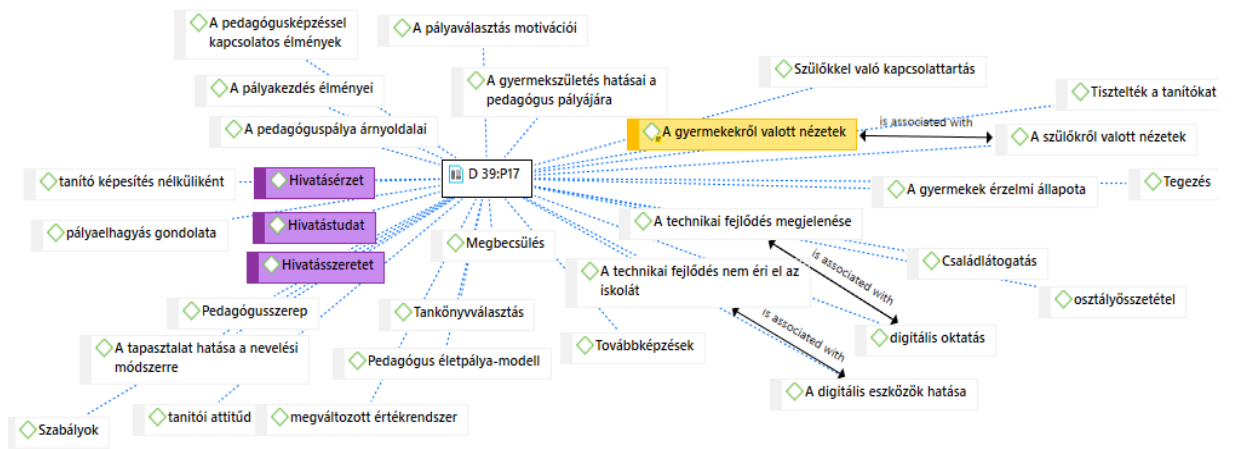 A pedagógusképzéssel
kapcsolatos élmények
A pályaválasztás motivációi
A pályakezdés élményei
A gyermekszületés hatásai a
pedagógus pályájára
Szülőkkel való kapcsolattartás
Tisztelték a tanítókat
A pedagóguspálya árnyoldalai
A gyermekekről valott nézetek
is associated with
A szülőkről valott nézetek
D 39:P17
tanító képesítés nélküliként
Hivatásérzet
A gyermekek érzelmi állapota
Tegezés
pályaelhagyás gondolata
Hivatástudat
A technikai fejlődés megjelenése
Megbecsülés
Hivatásszeretet
A technikai fejlődés nem éri el az
iskolát
is associated with
Családlátogatás
osztályösszetétel
Pedagógusszerep
Tankönyvválasztás
is associated with
digitális oktatás
A tapasztalat hatása a nevelési
módszerre
Pedagógus életpálya-modell
Továbbképzések
A digitális eszközök hatása
Szabályok
tanitói attitűd
megváltozott értékrendszer